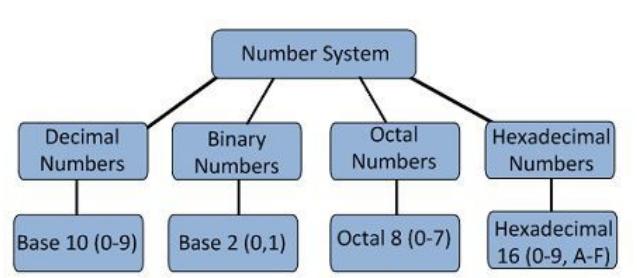 Number System
Decimal
Numbers
Binary
Numbers
Octal
Numbers
Hexadecimal
Numbers
Base 10 (0-9)
Base 2 (0,1)
Octal 8 (0-7)
Hexadecimal
16 (0-9, A-F)